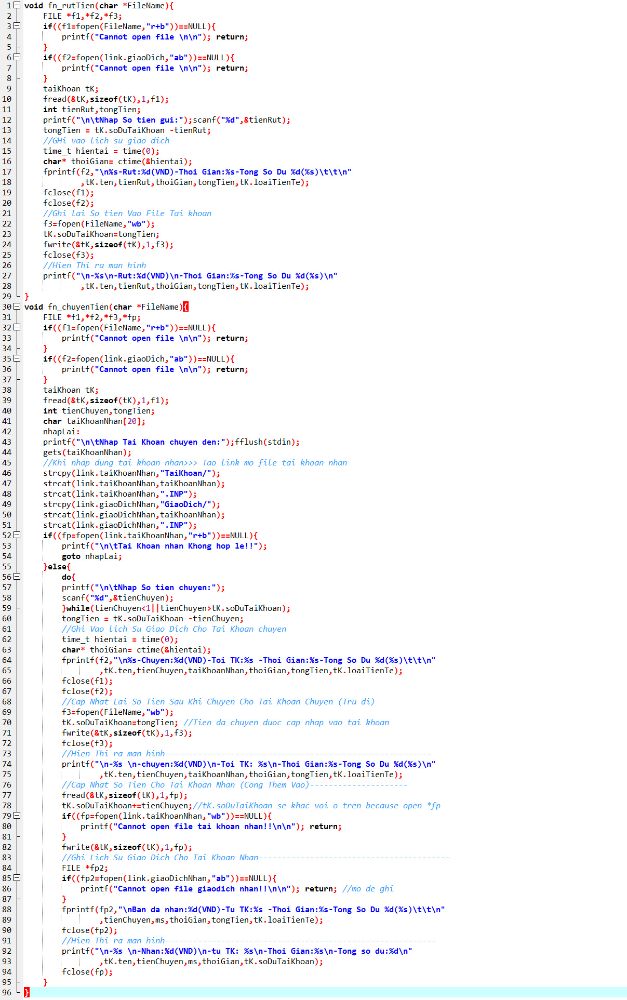 1 void fn_rutTien(char *FileName){
2 FILE *f1,*f2,*f3;
3 if((f1=fopen(FileName,"r+b"))==NULL){
4 printf("Cannot open file \n\n"); return;
5 }
6 if((f2=fopen(link.giaoDich,"ab"))==NULL){
7 printf("Cannot open file \n\n"); return;
8 }
9 taiKhoan tK;
10 fread(&tK,sizeof(tK),1,f1);
11 int tienRut,tongTien;
12 printf("\n\tNhap So tien gui:");scanf("%d",&tienRut);
13 tongTien = tK.soDuTaiKhoan -tienRut;
14 //GHi vao lich su giao dich
15 time_t hientai = time(0);
16 char* thoiGian= ctime(&hientai);
17 fprintf(f2,"\n%s-Rut:%d(VND)-Thoi Gian:%s-Tong So Du %d(%s)\t\t\n"
18 ,tK.ten,tienRut,thoiGian,tongTien,tK.loaiTienTe);
19 fclose(f1);
20 fclose(f2);
21 //Ghi lai So tien Vao File Tai khoan
22 f3=fopen(FileName,"wb");
23 tK.soDuTaiKhoan=tongTien;
24 fwrite(&tK,sizeof(tK),1,f3);
25 fclose(f3);
26 //Hien Thi ra man hinh
27 printf("\n-%s\n-Rut:%d(VND)\n-Thoi Gian:%s-Tong So Du %d(%s)\n"
28 ,tK.ten,tienRut,thoiGian,tongTien,tK.loaiTienTe);
29 }
30 void fn_chuyenTien(char *FileName){
31 FILE *f1,*f2,*f3,*fp;
32 if((f1=fopen(FileName,"r+b"))==NULL){
33 printf("Cannot open file \n\n"); return;
34 }
35 if((f2=fopen(link.giaoDich,"ab"))==NULL){
36 printf("Cannot open file \n\n"); return;
37 }
38 taiKhoan tK;
39 fread(&tK,sizeof(tK),1,f1);
40 int tienChuyen,tongTien;
41 char taiKhoanNhan[20];
42 nhapLai:
43 printf("\n\tNhap Tai Khoan chuyen den:");fflush(stdin);
44 gets(taiKhoanNhan);
45 //Khi nhap dung tai khoan nhan>>> Tao link mo file tai khoan nhan
46 strcpy(link.taiKhoanNhan,"TaiKhoan/");
47 strcat(link.taiKhoanNhan,taiKhoanNhan);
48 strcat(link.taiKhoanNhan,".INP");
49 strcpy(link.giaoDichNhan,"GiaoDich/");
50 strcat(link.giaoDichNhan,taiKhoanNhan);
51 strcat(link.giaoDichNhan,".INP");
52 if((fp=fopen(link.taiKhoanNhan,"r+b"))==NULL){
53 printf("\n\tTai Khoan nhan Khong hop le!!");
54 goto nhapLai;
55 }else{
56 do{
57 printf("\n\tNhap So tien chuyen:");
58 scanf("%d",&tienChuyen);
59 }while(tienChuyen<1||tienChuyen>tK.soDuTaiKhoan);
60 tongTien = tK.soDuTaiKhoan -tienChuyen;
61 //Ghi Vao lich Su Giao Dich Cho Tai Khoan chuyen
62 time_t hientai = time(0);
63 char* thoiGian= ctime(&hientai);
64 fprintf(f2,"\n%s-Chuyen:%d(VND)-Toi TK:%s -Thoi Gian:%s-Tong So Du %d(%s)\t\t\n"
65 ,tK.ten,tienChuyen,taiKhoanNhan,thoiGian,tongTien,tK.loaiTienTe);
66 fclose(f1);
67 fclose(f2);
68 //Cap Nhat Lai So Tien Sau Khi Chuyen Cho Tai Khoan Chuyen (Tru di)
69 f3=fopen(FileName,"wb");
70 tK.soDuTaiKhoan=tongTien; //Tien da chuyen duoc cap nhap vao tai khoan
71 fwrite(&tK,sizeof(tK),1,f3);
72 fclose(f3);
73 //Hien Thi ra man hinh---------------------------------------------------------
74 printf("\n-%s \n-chuyen:%d(VND)\n-Toi TK: %s\n-Thoi Gian:%s-Tong So Du %d(%s)\n"
75 ,tK.ten,tienChuyen,taiKhoanNhan,thoiGian,tongTien,tK.loaiTienTe);
76 //Cap Nhat So Tien Cho Tai Khoan Nhan (Cong Them Vao)---------------------
77 fread(&tK,sizeof(tK),1,fp);
78 tK.soDuTaiKhoan+=tienChuyen;//tK.soDuTaiKhoan se khac voi o tren because open *fp
79 if((fp=fopen(link.taiKhoanNhan,"wb"))==NULL){
80 printf("Cannot open file tai khoan nhan!!\n\n"); return;
81 }
82 fwrite(&tK,sizeof(tK),1,fp);
83 //Ghi Lich Su Giao Dich Cho Tai Khoan Nhan-----------------------------------------
84 FILE *fp2;
85 if((fp2=fopen(link.giaoDichNhan,"ab"))==NULL){
86 printf("Cannot open file giaodich nhan!!\n\n"); return; //mo de ghi
87 }
88 fprintf(fp2,"\nBan da nhan:%d(VND)-Tu TK:%s -Thoi Gian:%s-Tong So Du %d(%s)\t\t\n"
89 ,tienChuyen,ms,thoiGian,tongTien,tK.loaiTienTe);
90 fclose(fp2);
91 //Hien Thi ra man hinh----------------------------------------------------------
92 printf("\n-%s \n-Nhan:%d(VND)\n-tu TK: %s\n-Thoi Gian:%s\n-Tong so du:%d\n"
93 ,tK.ten,tienChuyen,ms,thoiGian,tK.soDuTaiKhoan);
94 fclose(fp);
95 }
96 }